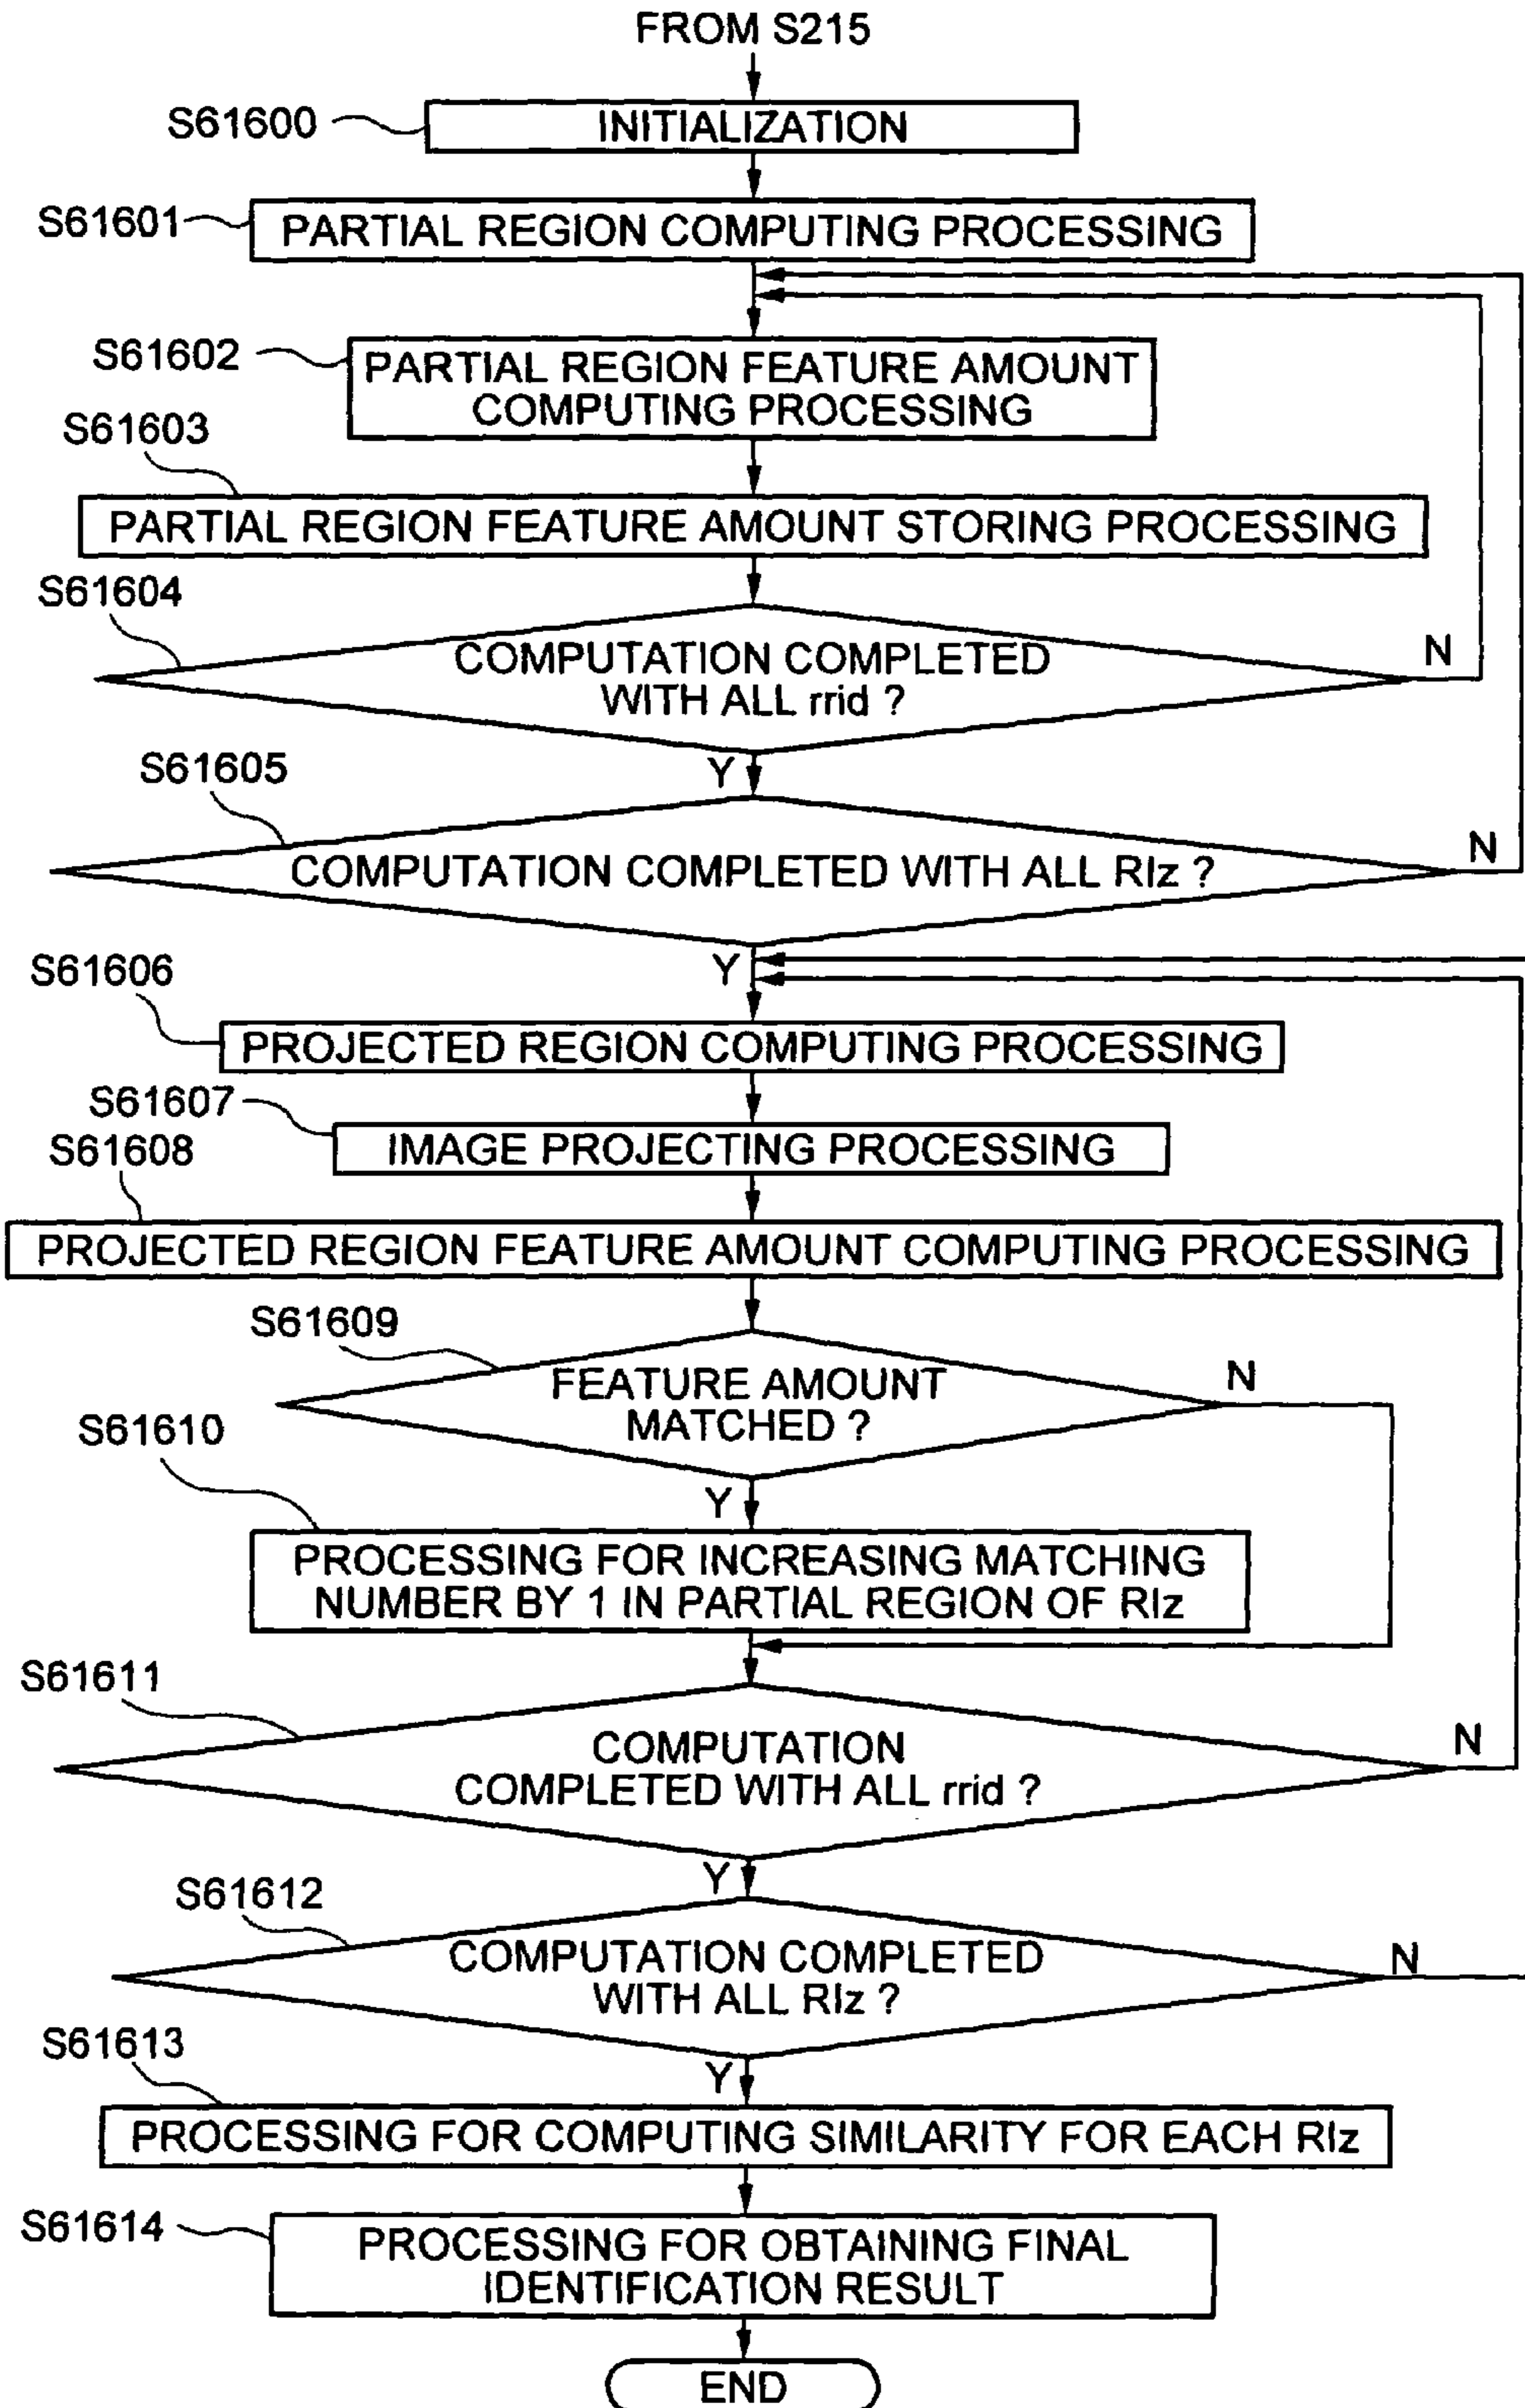 FROM S215
S61600
INITIALIZATION
S61601
PARTIAL REGION COMPUTING PROCESSING
S61602
PARTIAL REGION FEATURE AMOUNT
COMPUTING PROCESSING
S61603
PARTIAL REGION FEATURE AMOUNT STORING PROCESSING
S61604
COMPUTATION COMPLETED
WITH ALL rrid ?
N
Y
S61605
COMPUTATION COMPLETED WITH ALL RIz ?
N
Y
S61606
PROJECTED REGION COMPUTING PROCESSING
S61607
IMAGE PROJECTING PROCESSING
S61608
PROJECTED REGION FEATURE AMOUNT COMPUTING PROCESSING
S61609
FEATURE AMOUNT
MATCHED ?
N
Y
S61610
PROCESSING FOR INCREASING MATCHING
NUMBER BY 1 IN PARTIAL REGION OF RIz
S61611
COMPUTATION
COMPLETED WITH ALL rrid ?
N
Y
S61612
COMPUTATION COMPLETED
WITH ALL RIz ?
N
Y
S61613
PROCESSING FOR COMPUTING SIMILARITY FOR EACH RIz
S61614
PROCESSING FOR OBTAINING FINAL
IDENTIFICATION RESULT
END